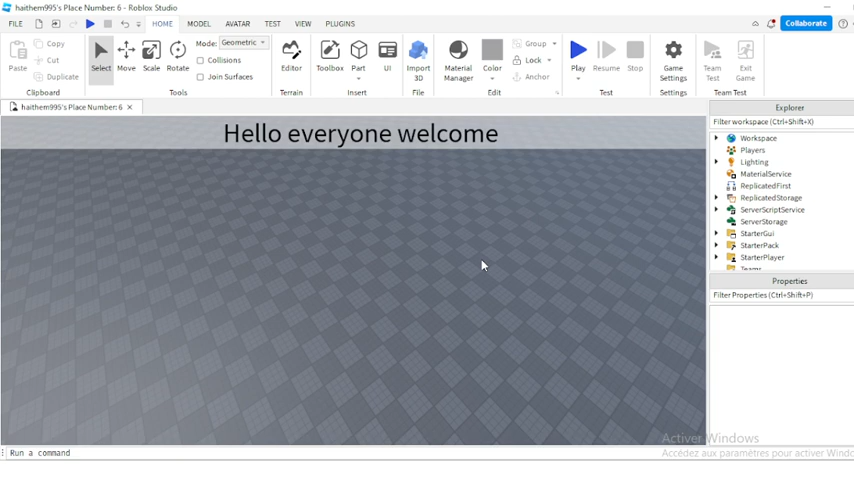 haithem995's Place Number: 6 - Roblox Studio
FILE HOME MODEL AVATAR TEST VIEW PLUGINS Collaborate
Paste Copy Cut Duplicate Clipboard
Select Move Scale Rotate Mode: Geometric Collisions Join Surfaces Tools
Editor Terrain
Toolbox Part UI Insert
Import 3D File
Material Manager Color Group Lock Anchor Edit
Play Resume Stop Test
Game Settings Settings
Team Test Exit Game Team Test
haithem995's Place Number: 6
Hello everyone welcome
Explorer
Filter workspace (Ctrl+Shift+X)
Workspace
Players
Lighting
MaterialService
ReplicatedFirst
ReplicatedStorage
ServerScriptService
ServerStorage
StarterGui
StarterPack
StarterPlayer
Teams
Properties
Filter Properties (Ctrl+Shift+P)
Activer Windows
Accédez aux paramètres pour activer Windo
Run a command